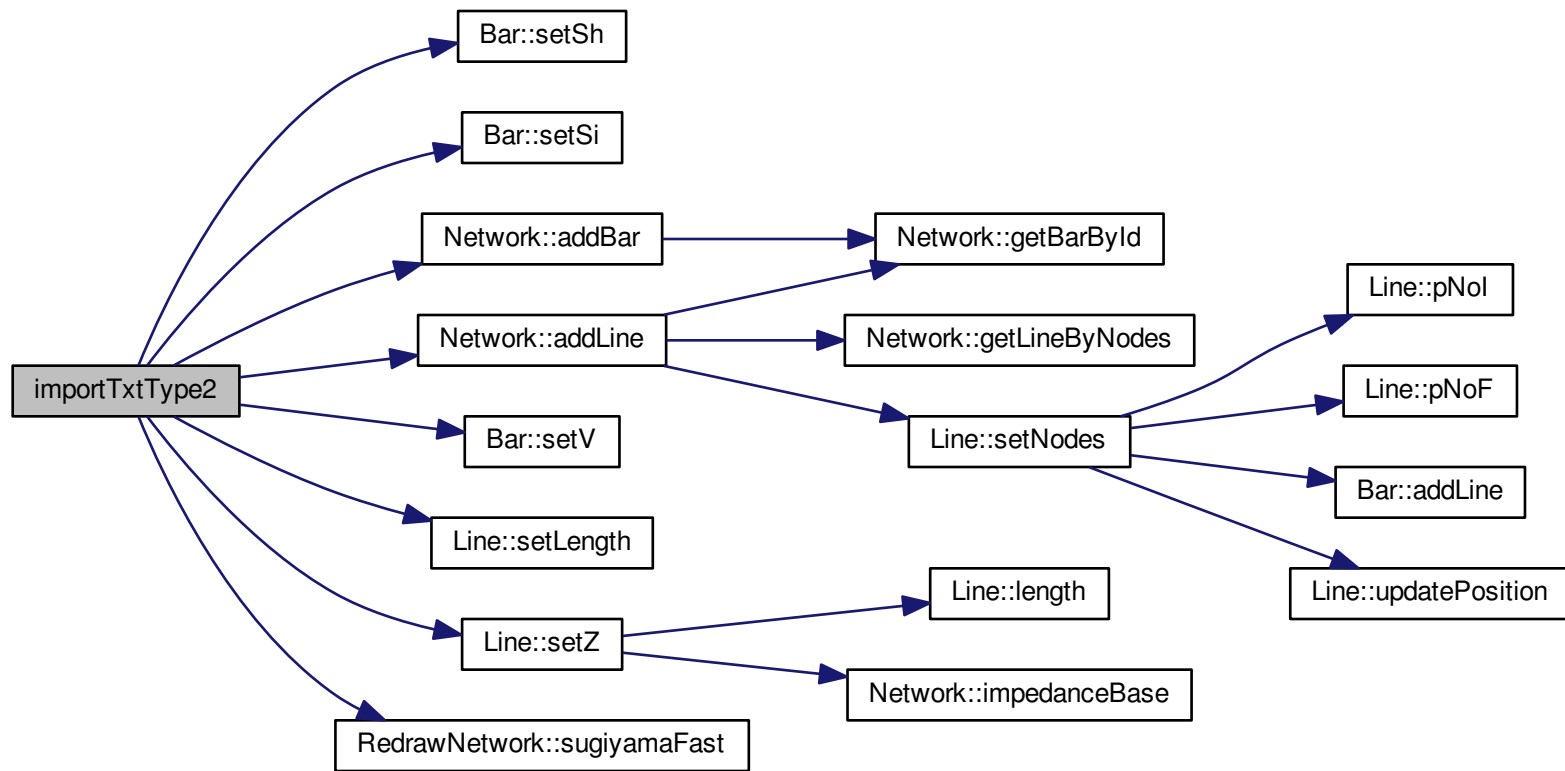 importTxtType2
Bar::setSh
Bar::setSi
Network::addBar
Network::addLine
Bar::setV
Line::setLength
Line::setZ
RedrawNetwork::sugiyamaFast
Network::getBarById
Network::getLineByNodes
Line::setNodes
Line::length
Network::impedanceBase
Line::pNoI
Line::pNoF
Bar::addLine
Line::updatePosition